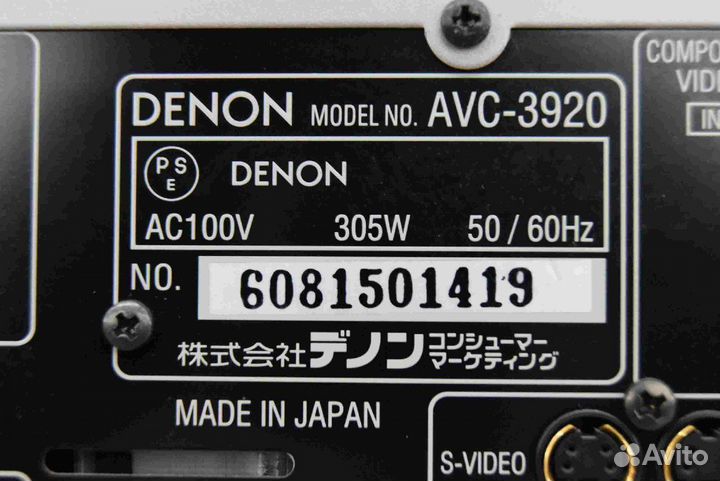 DENON MODEL NO. AVC-3920
PSE DENON
AC100V 305W 50 / 60Hz
NO. 6081501419
株式会社デノン コンシューマー
マーケティング
MADE IN JAPAN
S-VIDEO
COMPO
VIDE
IN
Avito